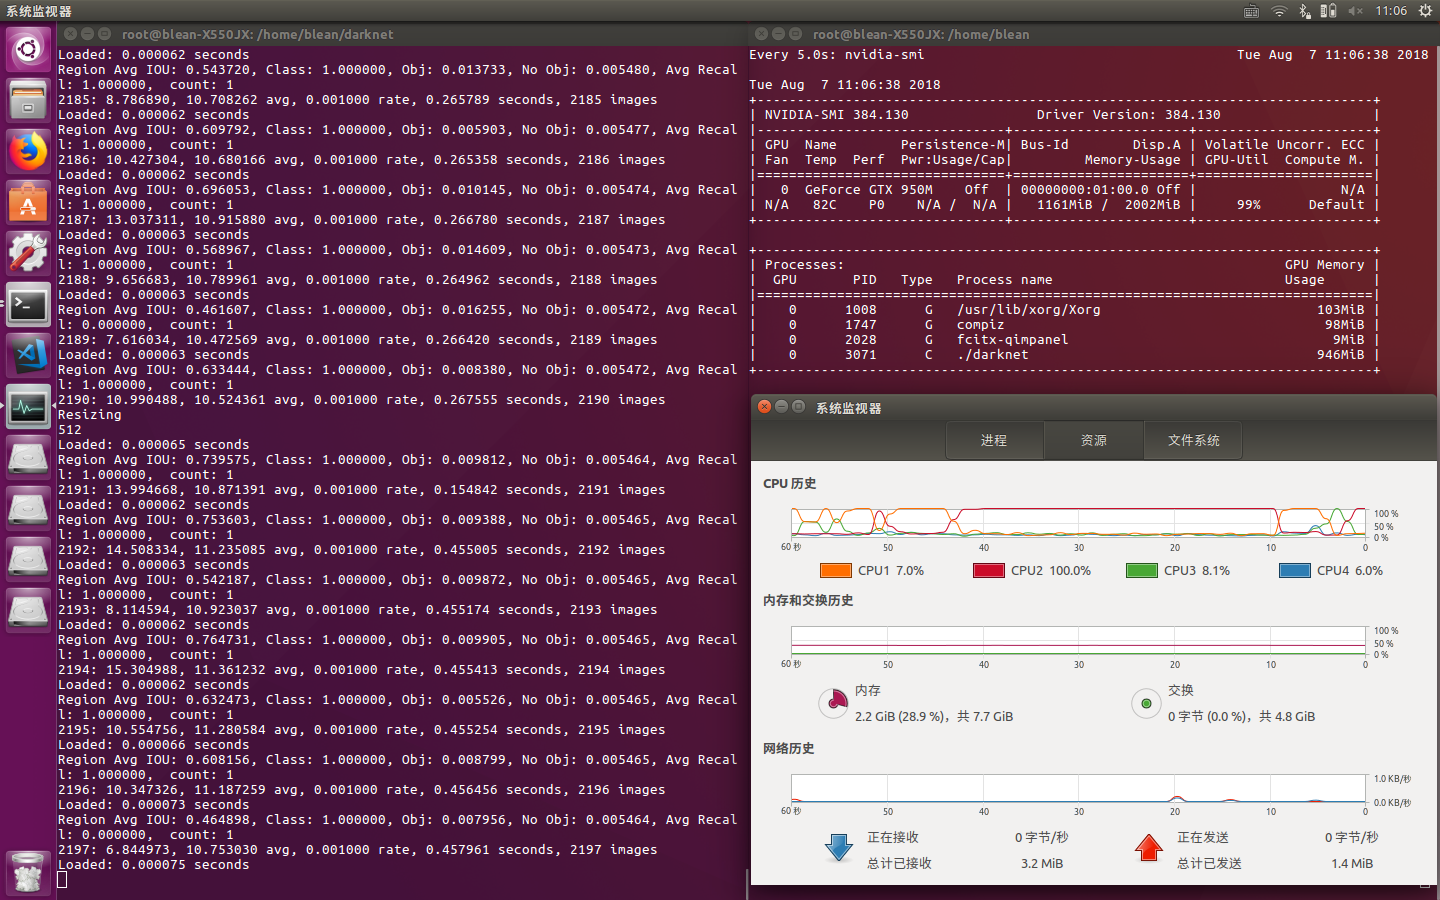 系统监视器
11:06
root@blean-X550JX: /home/blean/darknet
Loaded: 0.000062 seconds
Region Avg IOU: 0.543720, Class: 1.000000, Obj: 0.013733, No Obj: 0.005480, Avg Recal
l: 1.000000,  count: 1
2185: 8.786890, 10.708262 avg, 0.001000 rate, 0.265789 seconds, 2185 images
Loaded: 0.000062 seconds
Region Avg IOU: 0.609792, Class: 1.000000, Obj: 0.005903, No Obj: 0.005477, Avg Recal
l: 1.000000,  count: 1
2186: 10.427304, 10.680166 avg, 0.001000 rate, 0.265358 seconds, 2186 images
Loaded: 0.000062 seconds
Region Avg IOU: 0.696053, Class: 1.000000, Obj: 0.010145, No Obj: 0.005474, Avg Recal
l: 1.000000,  count: 1
2187: 13.037311, 10.915880 avg, 0.001000 rate, 0.266780 seconds, 2187 images
Loaded: 0.000063 seconds
Region Avg IOU: 0.568967, Class: 1.000000, Obj: 0.014609, No Obj: 0.005473, Avg Recal
l: 1.000000,  count: 1
2188: 9.656683, 10.789961 avg, 0.001000 rate, 0.264962 seconds, 2188 images
Loaded: 0.000063 seconds
Region Avg IOU: 0.461607, Class: 1.000000, Obj: 0.016255, No Obj: 0.005472, Avg Recal
l: 0.000000,  count: 1
2189: 7.616034, 10.472569 avg, 0.001000 rate, 0.266420 seconds, 2189 images
Loaded: 0.000063 seconds
Region Avg IOU: 0.633444, Class: 1.000000, Obj: 0.008380, No Obj: 0.005472, Avg Recal
l: 1.000000,  count: 1
2190: 10.990488, 10.524361 avg, 0.001000 rate, 0.267555 seconds, 2190 images
Resizing
512
Loaded: 0.000065 seconds
Region Avg IOU: 0.739575, Class: 1.000000, Obj: 0.009812, No Obj: 0.005464, Avg Recal
l: 1.000000,  count: 1
2191: 13.994668, 10.871391 avg, 0.001000 rate, 0.154842 seconds, 2191 images
Loaded: 0.000062 seconds
Region Avg IOU: 0.753603, Class: 1.000000, Obj: 0.009388, No Obj: 0.005465, Avg Recal
l: 1.000000,  count: 1
2192: 14.508334, 11.235085 avg, 0.001000 rate, 0.455005 seconds, 2192 images
Loaded: 0.000063 seconds
Region Avg IOU: 0.542187, Class: 1.000000, Obj: 0.009872, No Obj: 0.005465, Avg Recal
l: 1.000000,  count: 1
2193: 8.114594, 10.923037 avg, 0.001000 rate, 0.455174 seconds, 2193 images
Loaded: 0.000062 seconds
Region Avg IOU: 0.764731, Class: 1.000000, Obj: 0.009905, No Obj: 0.005465, Avg Recal
l: 1.000000,  count: 1
2194: 15.304988, 11.361232 avg, 0.001000 rate, 0.455413 seconds, 2194 images
Loaded: 0.000062 seconds
Region Avg IOU: 0.632473, Class: 1.000000, Obj: 0.005526, No Obj: 0.005465, Avg Recal
l: 1.000000,  count: 1
2195: 10.554756, 11.280584 avg, 0.001000 rate, 0.455254 seconds, 2195 images
Loaded: 0.000066 seconds
Region Avg IOU: 0.608156, Class: 1.000000, Obj: 0.008799, No Obj: 0.005465, Avg Recal
l: 1.000000,  count: 1
2196: 10.347326, 11.187259 avg, 0.001000 rate, 0.456456 seconds, 2196 images
Loaded: 0.000073 seconds
Region Avg IOU: 0.464898, Class: 1.000000, Obj: 0.007956, No Obj: 0.005464, Avg Recal
l: 0.000000,  count: 1
2197: 6.844973, 10.753030 avg, 0.001000 rate, 0.457961 seconds, 2197 images
Loaded: 0.000075 seconds
root@blean-X550JX: /home/blean
Every 5.0s: nvidia-smi Tue Aug  7 11:06:38 2018
Tue Aug  7 11:06:38 2018
NVIDIA-SMI 384.130 Driver Version: 384.130
GPU  Name        Persistence-M| Bus-Id        Disp.A | Volatile Uncorr. ECC
Fan  Temp  Perf  Pwr:Usage/Cap|         Memory-Usage | GPU-Util  Compute M.
0  GeForce GTX 950M    Off  | 00000000:01:00.0 Off | N/A
N/A   82C    P0    N/A /  N/A |   1161MiB /  2002MiB |     99%      Default
Processes: GPU Memory
GPU       PID   Type   Process name Usage
0      1008      G   /usr/lib/xorg/Xorg 103MiB
0      1747      G   compiz 98MiB
0      2028      G   fcitx-qimpanel 9MiB
0      3071      C   ./darknet 946MiB
系统监视器
进程 资源 文件系统
CPU 历史
100 %
50 %
0 %
60 秒 50 40 30 20 10 0
CPU1 7.0% CPU2 100.0% CPU3 8.1% CPU4 6.0%
内存和交换历史
100 %
50 %
0 %
60 秒 50 40 30 20 10 0
内存
2.2 GiB (28.9 %)，共 7.7 GiB
交换
0 字节 (0.0 %)，共 4.8 GiB
网络历史
1.0 KB/秒
0.0 KB/秒
60 秒 50 40 30 20 10 0
正在接收 0 字节/秒
总计已接收 3.2 MiB
正在发送 0 字节/秒
总计已发送 1.4 MiB